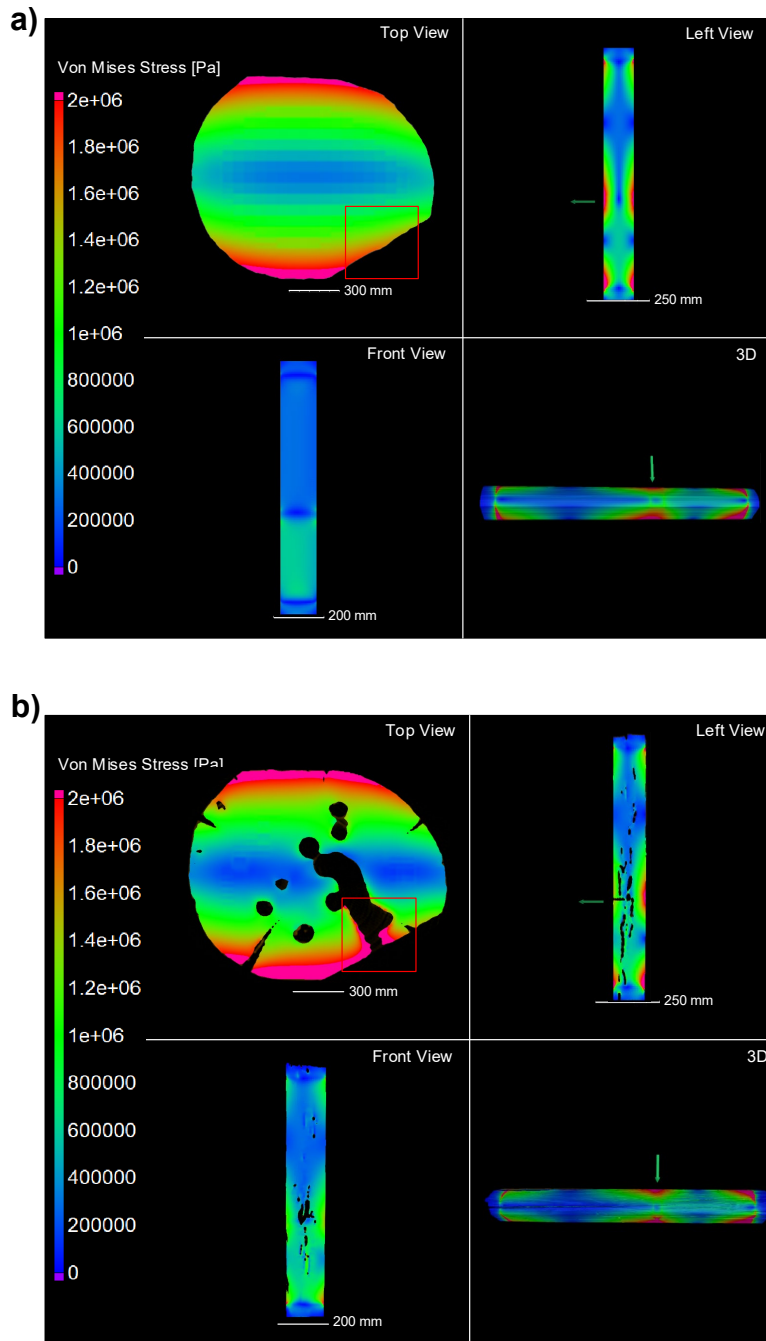 a)
Top View
Left View
Von Mises Stress [Pa]
2e+06
1.8e+06
1.6e+06
1.4e+06
1.2e+06
1e+06
800000
600000
400000
200000
0
300 mm
250 mm
Front View
3D
200 mm
b)
Top View
Left View
Von Mises Stress [Pa
2e+06
1.8e+06
1.6e+06
1.4e+06
1.2e+06
1e+06
800000
600000
400000
200000
0
300 mm
250 mm
Front View
3D
200 mm